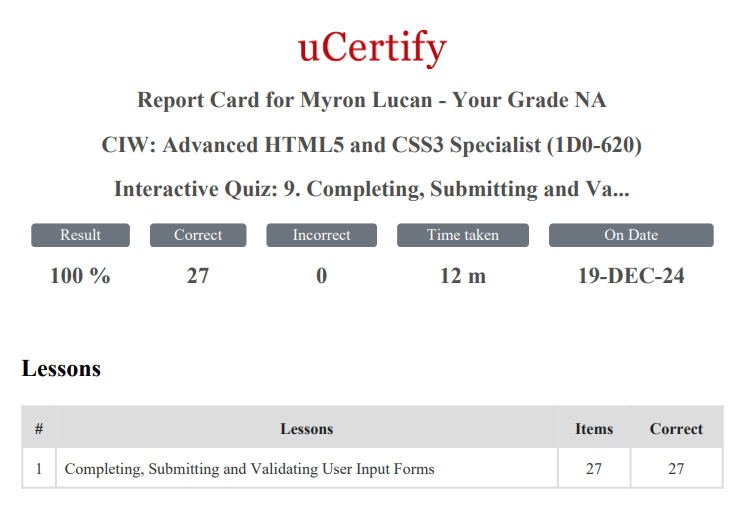 uCertify
Report Card for Myron Lucan - Your Grade NA
CIW: Advanced HTML5 and CSS3 Specialist (1D0-620)
Interactive Quiz: 9. Completing, Submitting and Va...
Result Correct Incorrect Time taken On Date
100 % 27 0 12 m 19-DEC-24
Lessons
# Lessons Items Correct
1 Completing, Submitting and Validating User Input Forms 27 27